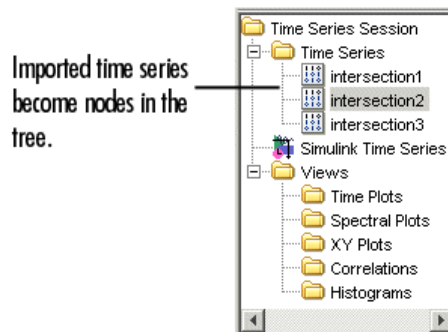 Imported time series
become nodes in the
tree.
Time Series Session
Time Series
intersection1
intersection2
intersection3
Simulink Time Series
Views
Time Plots
Spectral Plots
XY Plots
Correlations
Histograms